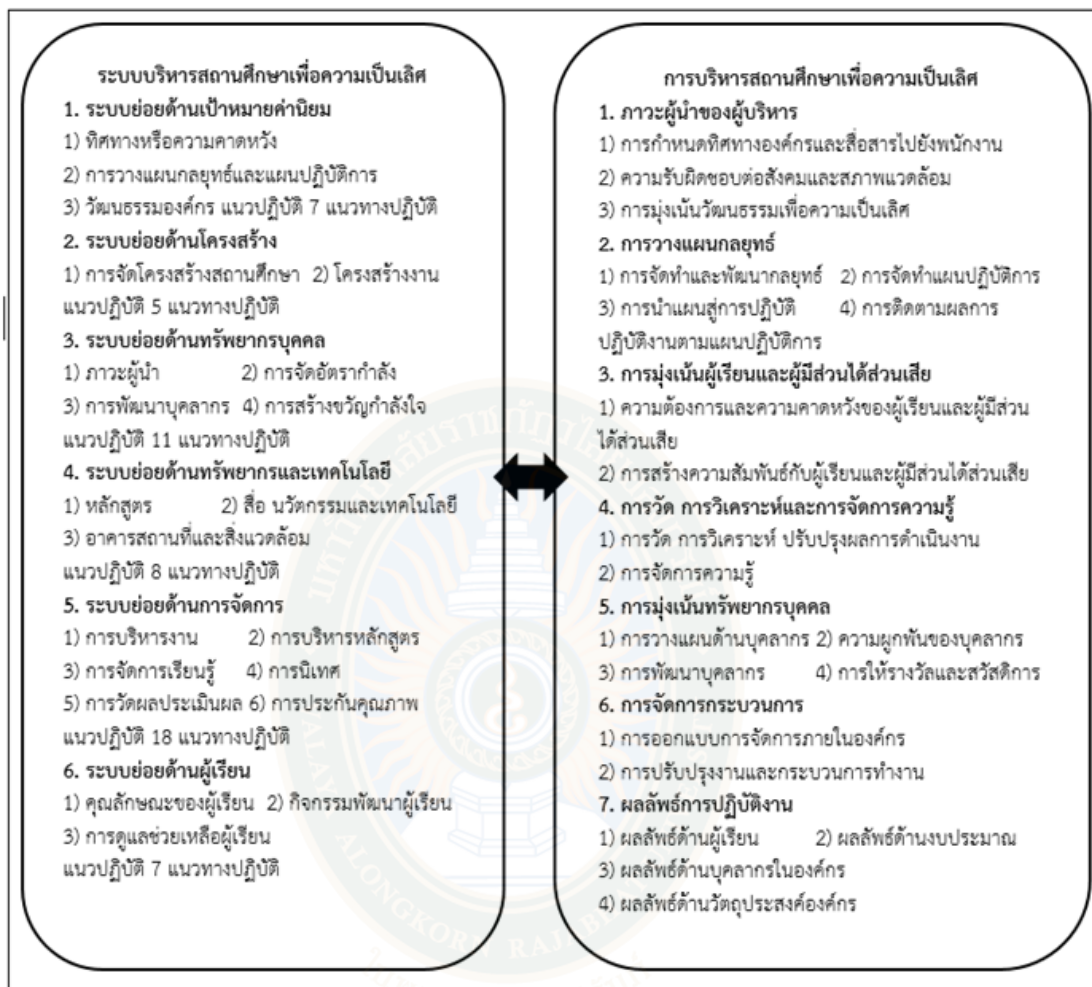 ระบบบริหารสถานศึกษาเพื่อความเป็นเลิศ
1. ระบบย่อยด้านเป้าหมายค่านิยม
1) ทิศทางหรือความคาดหวัง
2) การวางแผนกลยุทธ์และแผนปฏิบัติการ
3) วัฒนธรรมองค์กร แนวปฏิบัติ 7 แนวทางปฏิบัติ
2. ระบบย่อยด้านโครงสร้าง
1) การจัดโครงสร้างสถานศึกษา 2) โครงสร้างงาน
แนวปฏิบัติ 5 แนวทางปฏิบัติ
3. ระบบย่อยด้านทรัพยากรบุคคล
1) ภาวะผู้นำ 2) การจัดอัตรากำลัง
3) การพัฒนาบุคลากร 4) การสร้างขวัญกำลังใจ
แนวปฏิบัติ 11 แนวทางปฏิบัติ
4. ระบบย่อยด้านทรัพยากรและเทคโนโลยี
1) หลักสูตร 2) สื่อ นวัตกรรมและเทคโนโลยี
3) อาคารสถานที่และสิ่งแวดล้อม
แนวปฏิบัติ 8 แนวทางปฏิบัติ
5. ระบบย่อยด้านการจัดการ
1) การบริหารงาน 2) การบริหารหลักสูตร
3) การจัดการเรียนรู้ 4) การนิเทศ
5) การวัดผลประเมินผล 6) การประกันคุณภาพ
แนวปฏิบัติ 18 แนวทางปฏิบัติ
6. ระบบย่อยด้านผู้เรียน
1) คุณลักษณะของผู้เรียน 2) กิจกรรมพัฒนาผู้เรียน
3) การดูแลช่วยเหลือผู้เรียน
แนวปฏิบัติ 7 แนวทางปฏิบัติ
การบริหารสถานศึกษาเพื่อความเป็นเลิศ
1. ภาวะผู้นำของผู้บริหาร
1) การกำหนดทิศทางองค์กรและสื่อสารไปยังพนักงาน
2) ความรับผิดชอบต่อสังคมและสภาพแวดล้อม
3) การมุ่งเน้นวัฒนธรรมเพื่อความเป็นเลิศ
2. การวางแผนกลยุทธ์
1) การจัดทำและพัฒนากลยุทธ์ 2) การจัดทำแผนปฏิบัติการ
3) การนำแผนสู่การปฏิบัติ 4) การติดตามผลการ
ปฏิบัติงานตามแผนปฏิบัติการ
3. การมุ่งเน้นผู้เรียนและผู้มีส่วนได้ส่วนเสีย
1) ความต้องการและความคาดหวังของผู้เรียนและผู้มีส่วน
ได้ส่วนเสีย
2) การสร้างความสัมพันธ์กับผู้เรียนและผู้มีส่วนได้ส่วนเสีย
4. การวัด การวิเคราะห์และการจัดการความรู้
1) การวัด การวิเคราะห์ ปรับปรุงผลการดำเนินงาน
2) การจัดการความรู้
5. การมุ่งเน้นทรัพยากรบุคคล
1) การวางแผนด้านบุคลากร 2) ความผูกพันของบุคลากร
3) การพัฒนาบุคลากร 4) การให้รางวัลและสวัสดิการ
6. การจัดการกระบวนการ
1) การออกแบบการจัดการภายในองค์กร
2) การปรับปรุงงานและกระบวนการทำงาน
7. ผลลัพธ์การปฏิบัติงาน
1) ผลลัพธ์ด้านผู้เรียน 2) ผลลัพธ์ด้านงบประมาณ
3) ผลลัพธ์ด้านบุคลากรในองค์กร
4) ผลลัพธ์ด้านวัตถุประสงค์องค์กร